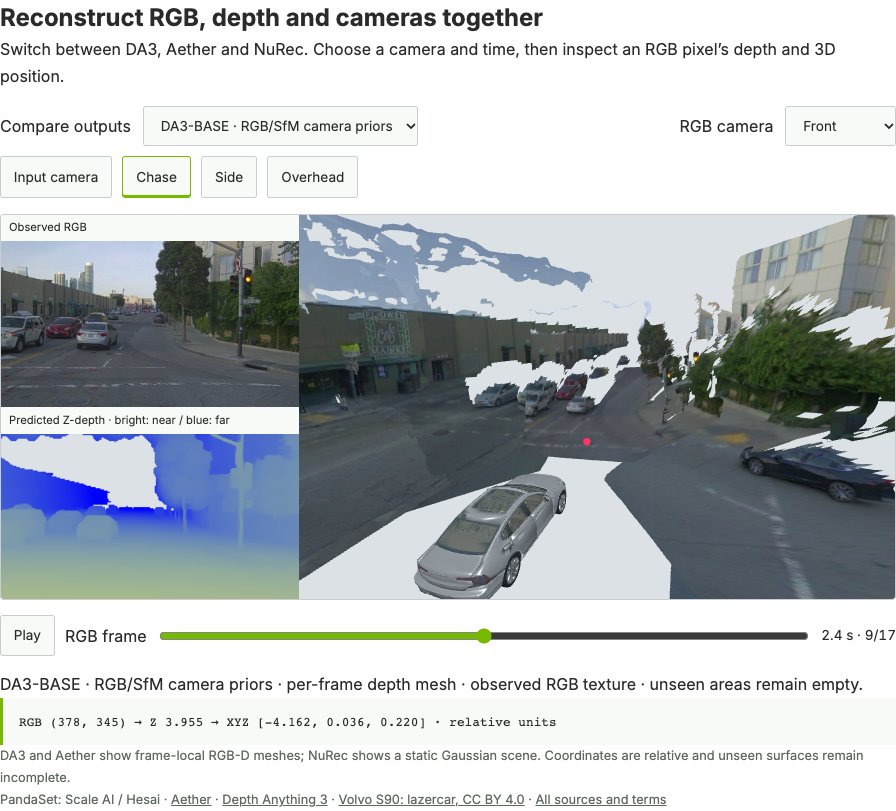 Reconstruct RGB, depth and cameras together
Switch between DA3, Aether and NuRec. Choose a camera and time, then inspect an RGB pixel’s depth and 3D
position.
Compare outputs
DA3-BASE · RGB/SfM camera priors
RGB camera
Front
Input camera
Chase
Side
Overhead
Observed RGB
Predicted Z-depth · bright: near / blue: far
FLOWER
MARKET
Play
RGB frame
2.4 s · 9/17
DA3-BASE · RGB/SfM camera priors · per-frame depth mesh · observed RGB texture · unseen areas remain empty.
RGB (378, 345) → Z 3.955 → XYZ [-4.162, 0.036, 0.220] · relative units
DA3 and Aether show frame-local RGB-D meshes; NuRec shows a static Gaussian scene. Coordinates are relative and unseen surfaces remain
incomplete.
PandaSet: Scale AI / Hesai · Aether · Depth Anything 3 · Volvo S90: lazercar, CC BY 4.0 · All sources and terms